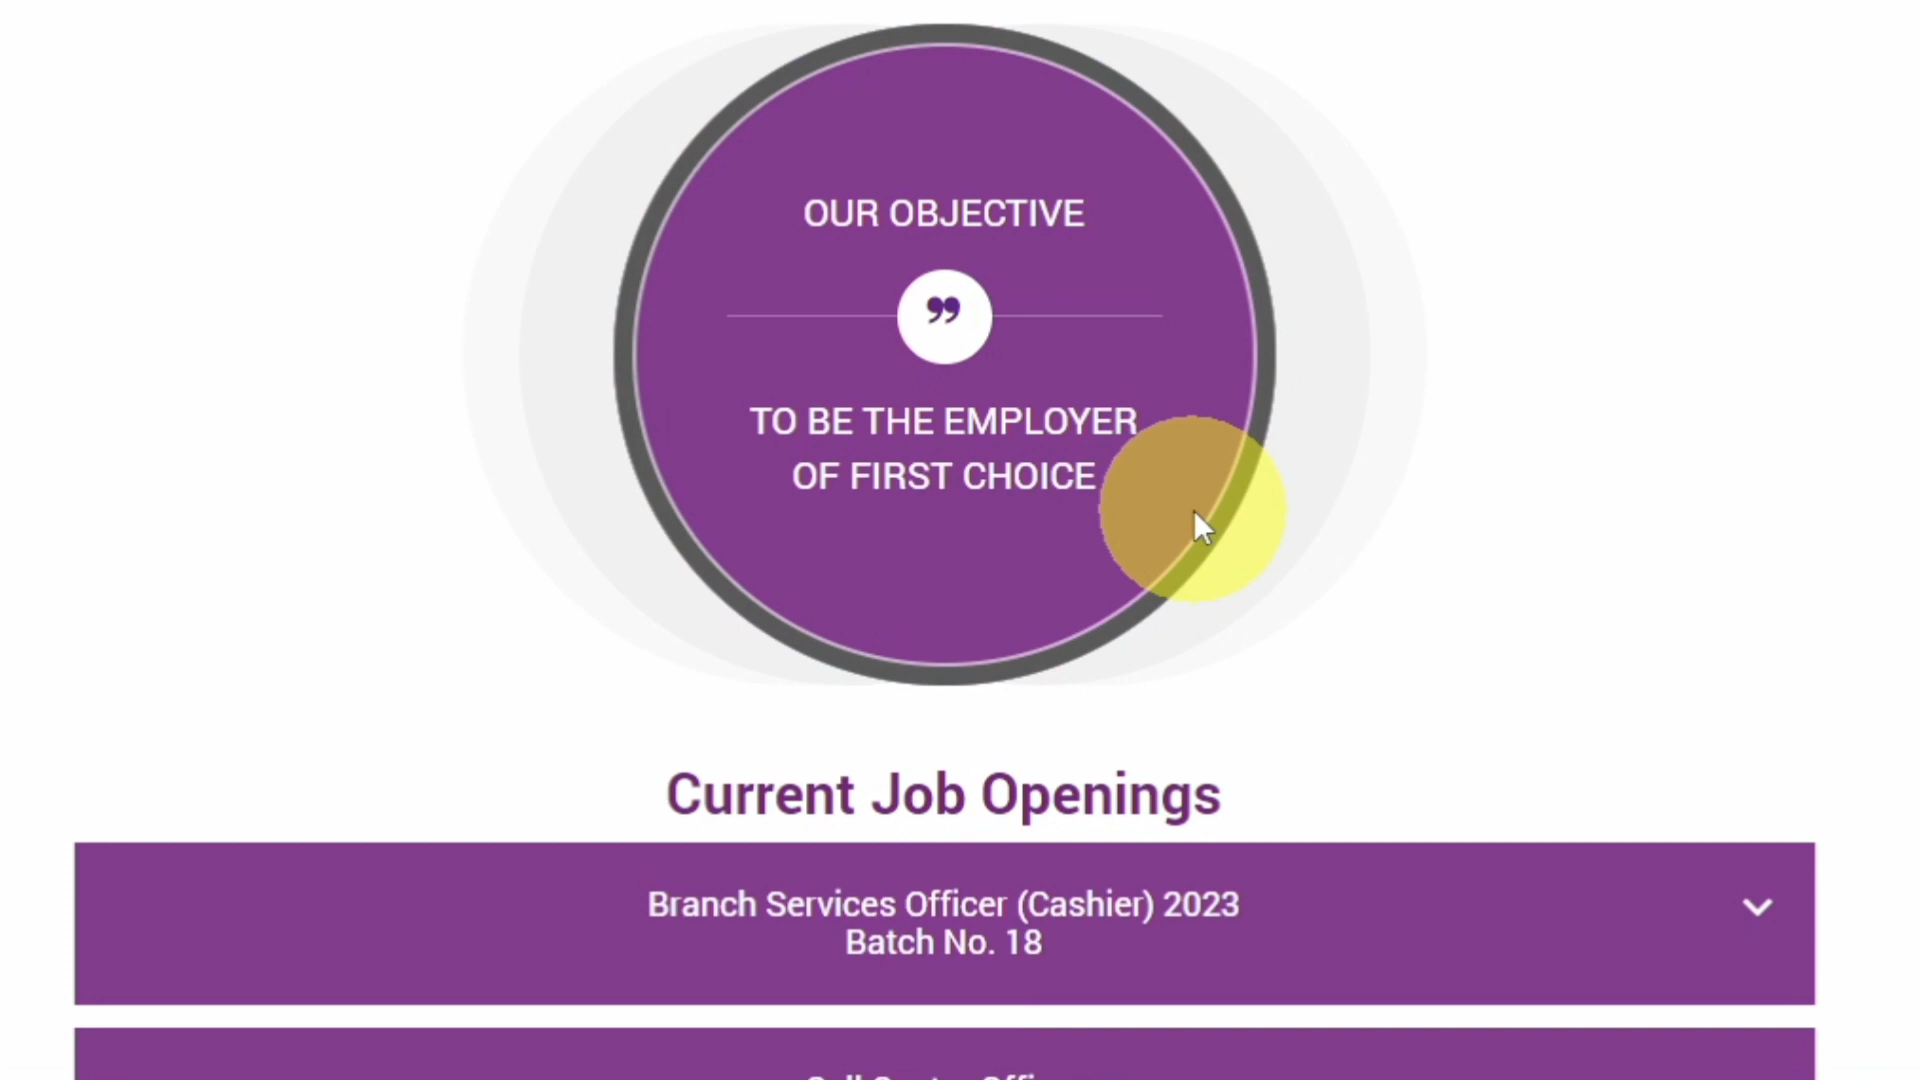 OUR OBJECTIVE
TO BE THE EMPLOYER
OF FIRST CHOICE
Current Job Openings
Branch Services Officer (Cashier) 2023
Batch No. 18